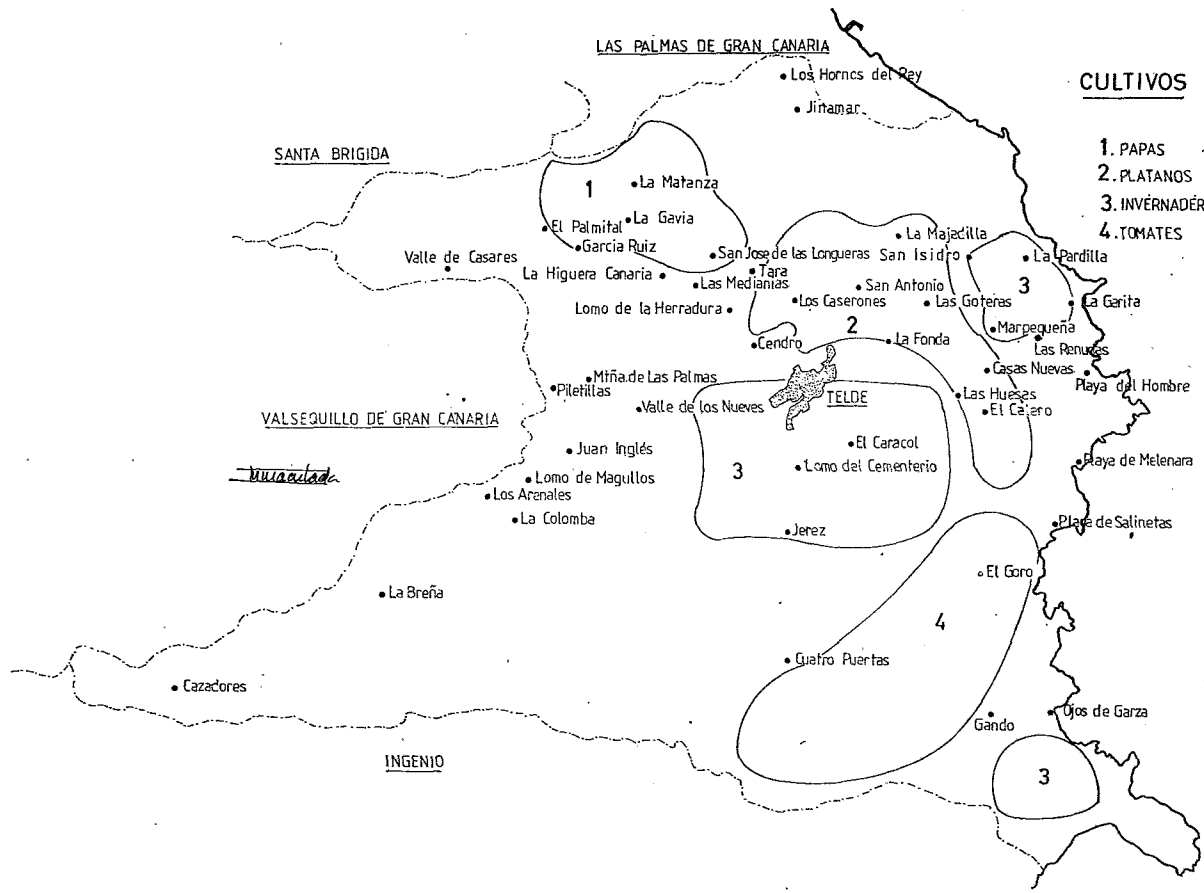 LAS PALMAS DE GRAN CANARIA
Los Hornos del Rey
CULTIVOS
Jinamar
1. PAPAS
SANTA BRIGIDA
2. PLATANOS
1
La Matanza
3. INVERNADER
La Gavia
4. TOMATES
El Palmital
La Majadilla
Garcia Ruiz
Valle de Casares
San Jose de las Longueras
San Isidro
La Pardilla
La Higuera Canaria
Tara
3
Las Medianias
San Antonio
Los Caserones
Las Goteras
La Garita
Lomo de la Herradura
2
Marpequeña
Cendro
La Fonda
Las Remudas
Casas Nuevas
Mtña. de Las Palmas
Playa del Hombre
Piletillas
TELDE
Las Huesas
Valle de los Nueves
El Calero
VALSEQUILLO DE GRAN CANARIA
El Caracol
Juan Inglés
3
Lomo del Cementerio
Playa de Melenara
Inmaculada
Lomo de Magullos
Los Arenales
La Colomba
Jerez
Playa de Salinetas
El Goro
La Breña
4
Cuatro Puertas
Cazadores
Gando
Ojos de Garza
INGENIO
3